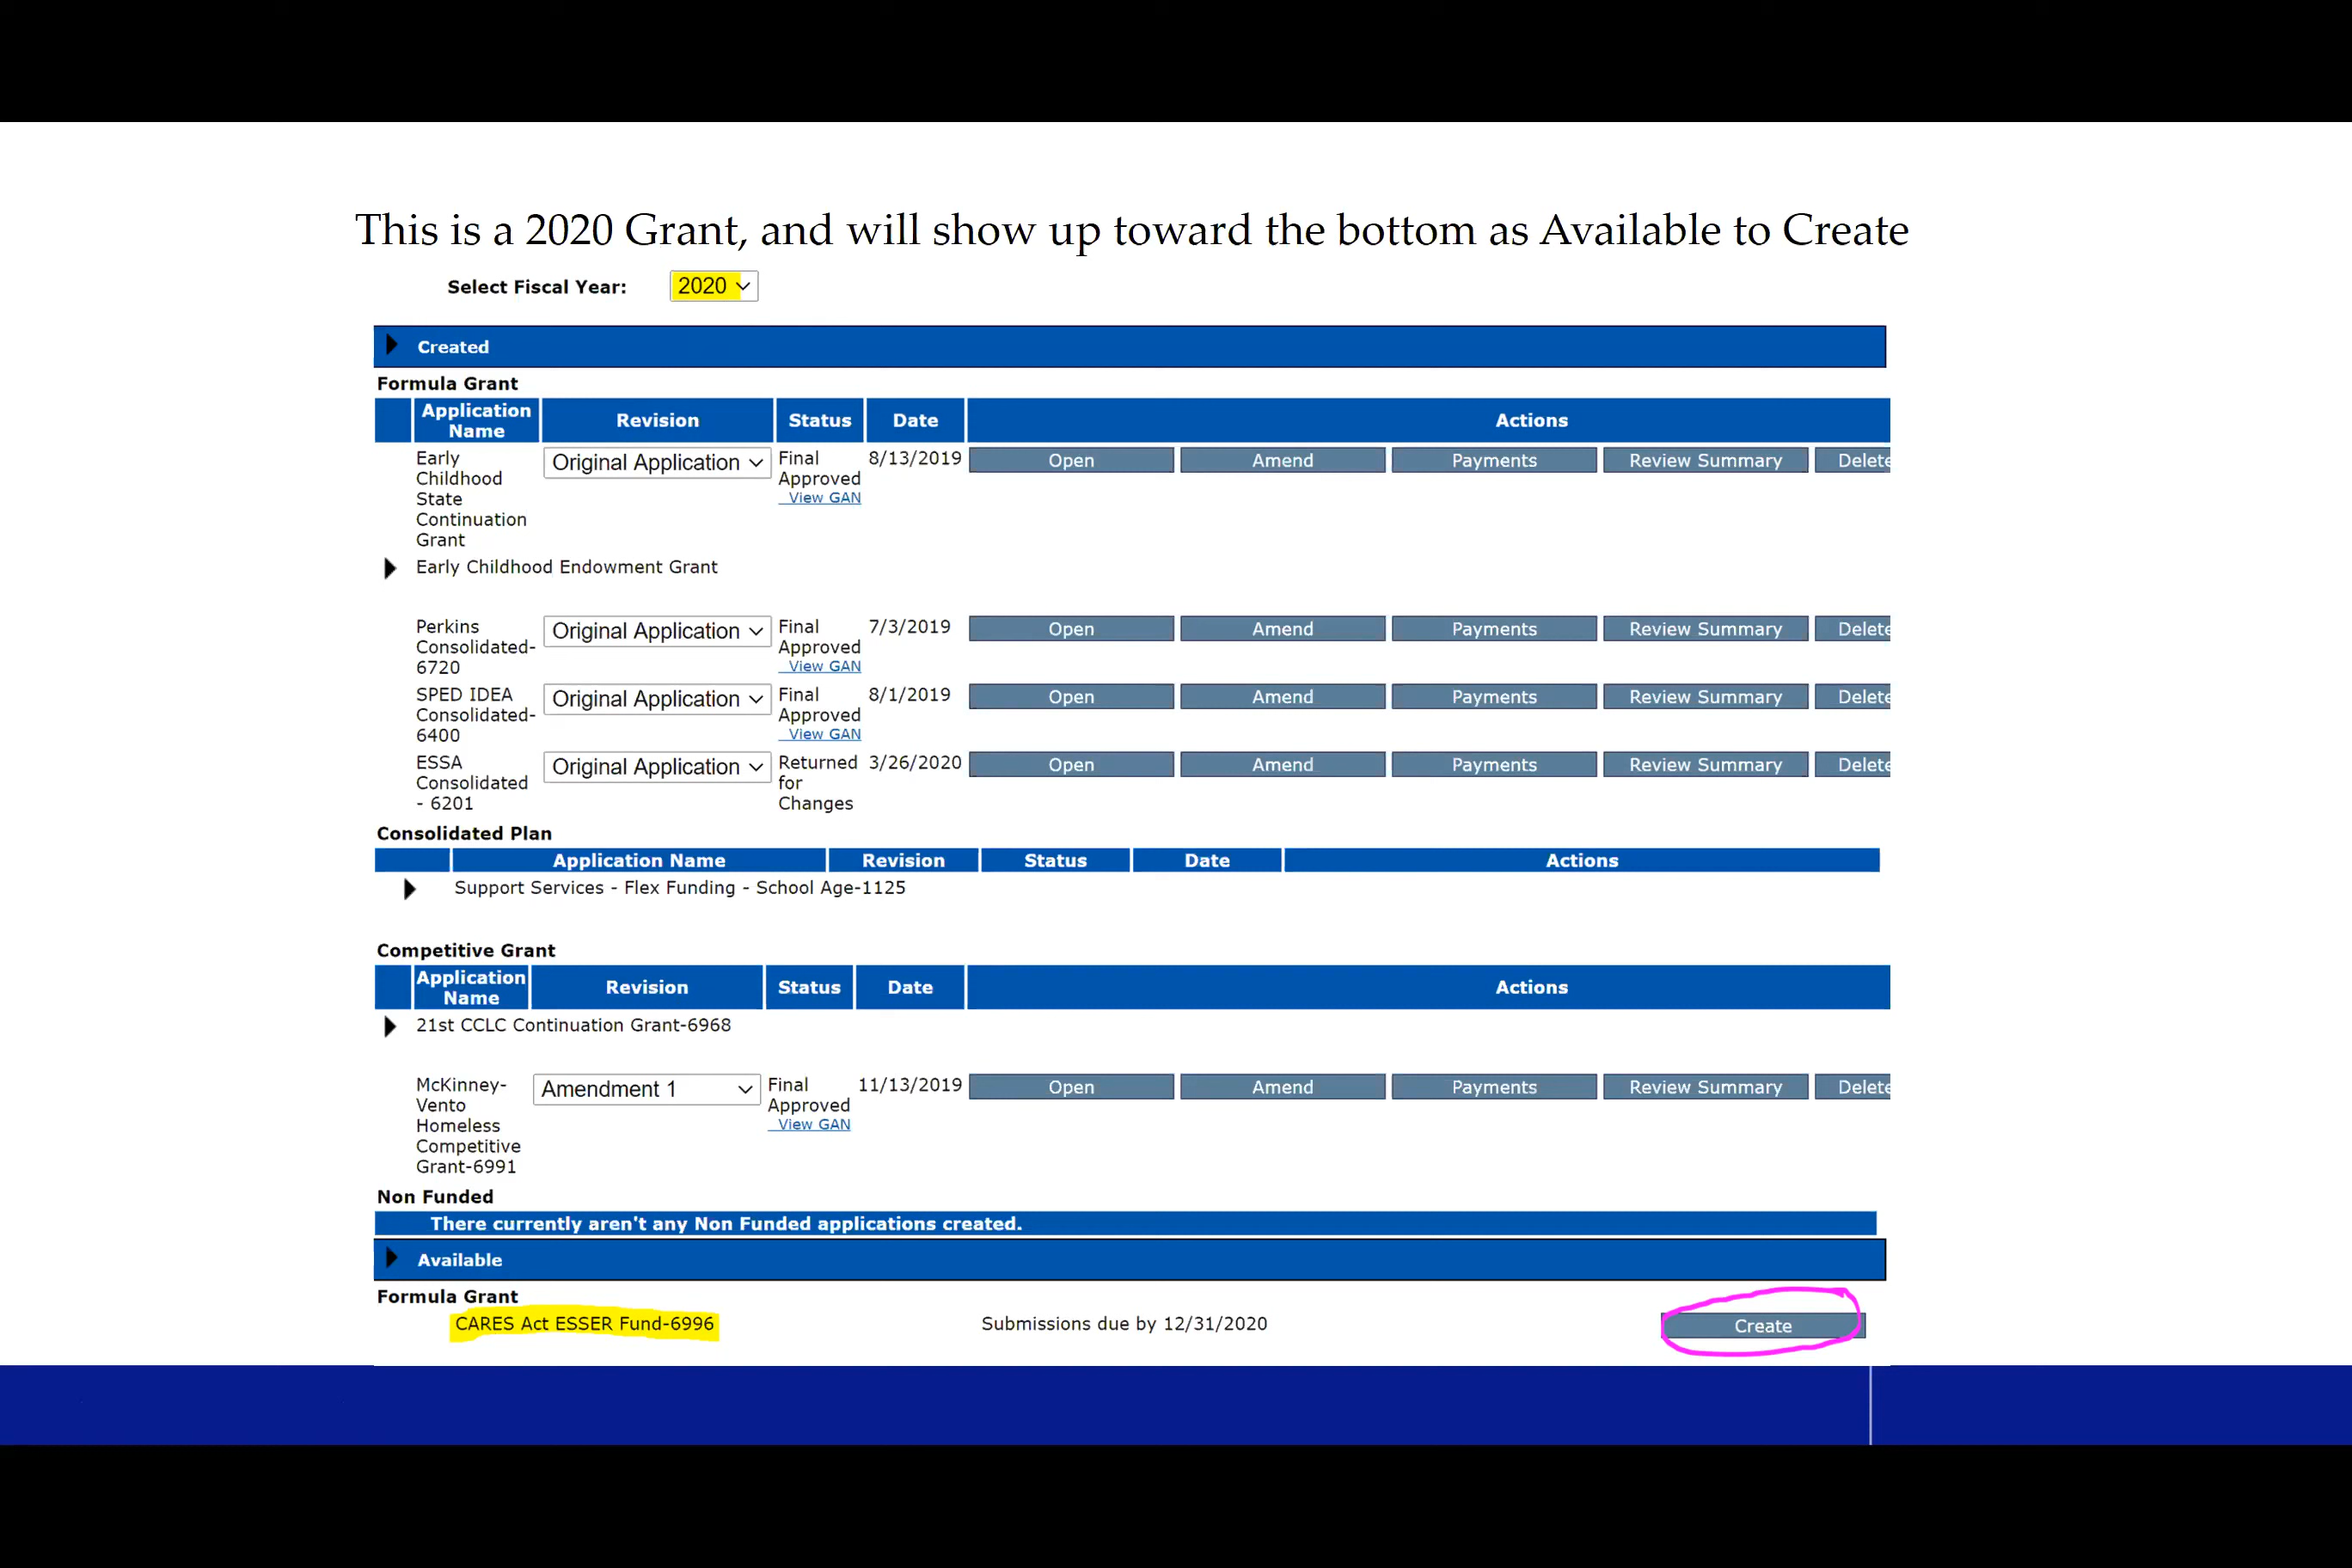 This is a 2020 Grant, and will show up toward the bottom as Available to Create
Select Fiscal Year: 2020
Created
Formula Grant
Application Name Revision Status Date Actions
Early Childhood State Continuation Grant Original Application Final Approved View GAN 8/13/2019 Open Amend Payments Review Summary Delete
Early Childhood Endowment Grant
Perkins Consolidated-6720 Original Application Final Approved View GAN 7/3/2019 Open Amend Payments Review Summary Delete
SPED IDEA Consolidated-6400 Original Application Final Approved View GAN 8/1/2019 Open Amend Payments Review Summary Delete
ESSA Consolidated - 6201 Original Application Returned for Changes 3/26/2020 Open Amend Payments Review Summary Delete
Consolidated Plan
Application Name Revision Status Date Actions
Support Services - Flex Funding - School Age-1125
Competitive Grant
Application Name Revision Status Date Actions
21st CCLC Continuation Grant-6968
McKinney-Vento Homeless Competitive Grant-6991 Amendment 1 Final Approved View GAN 11/13/2019 Open Amend Payments Review Summary Delete
Non Funded
There currently aren't any Non Funded applications created.
Available
Formula Grant
CARES Act ESSER Fund-6996 Submissions due by 12/31/2020 Create